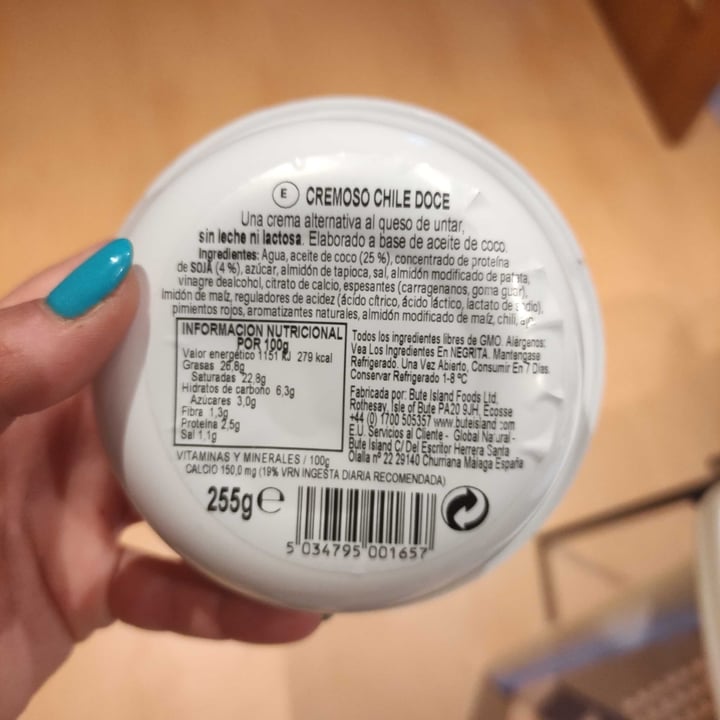 E CREMOSO CHILE DOCE
Una crema alternativa al queso de untar,
sin leche ni lactosa. Elaborado a base de aceite de coco.
Ingredientes: Agua, aceite de coco (25 %), concentrado de proteína
de SOJA (4 %), azúcar, almidón de tapioca, sal, almidón modificado de patata,
vinagre dealcohol, citrato de calcio, espesantes (carragenanos, goma guar),
lmidón de maíz, reguladores de acidez (ácido cítrico, ácido láctico, lactato de sodio),
pimientos rojos, aromatizantes naturales, almidón modificado de maíz, chili,
INFORMACION NUTRICIONAL
POR 100g
Valor energético 1151 KJ 279 kcal
Grasas 26,8g
Saturadas 22,8g
Hidratos de carbono 6,3g
Azúcares 3,0g
Fibra 1,3g
Proteína 2,5g
Sal 1,1g
Todos los ingredientes libres de GMO. Alérgenos:
Vea Los Ingredientes En NEGRITA. Mantengase
Refrigerado. Una Vez Abierto, Consumir En 7 Dias.
Conservar Refrigerado 1-8 ºC
Fabricada por: Bute Island Foods Ltd,
Rothesay, Isle of Bute PA20 9JH, Ecosse
+44 (0) 1700 505357 www.buteisland.com
E.U. Servicios al Cliente - Global Natural -
Bute Island C/ Del Escritor Herrera Santa
Olalla nº 22 29140 Churriana Malaga España
VITAMINAS Y MINERALES / 100g
CALCIO 150,0 mg (19% VRN INGESTA DIARIA RECOMENDADA)
255g e
5 034795 001657